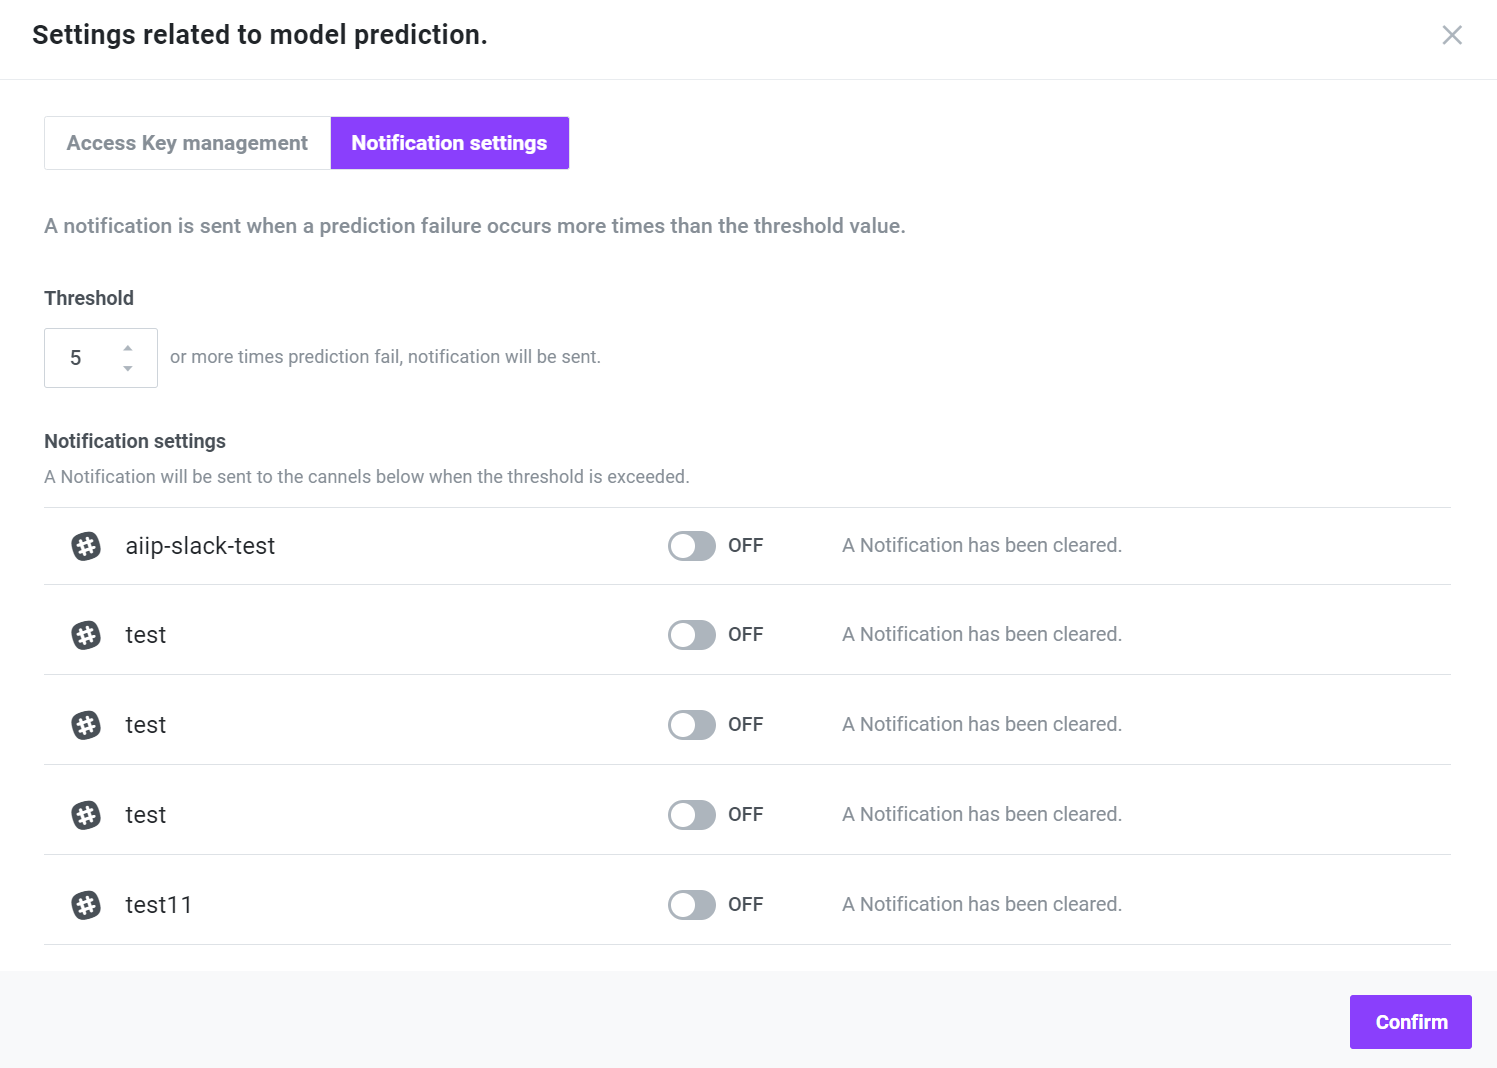 Settings related to model prediction.
Access Key management
Notification settings
A notification is sent when a prediction failure occurs more times than the threshold value.
Threshold
5 or more times prediction fail, notification will be sent.
Notification settings
A Notification will be sent to the cannels below when the threshold is exceeded.
aiip-slack-test OFF A Notification has been cleared.
test OFF A Notification has been cleared.
test OFF A Notification has been cleared.
test OFF A Notification has been cleared.
test11 OFF A Notification has been cleared.
Confirm